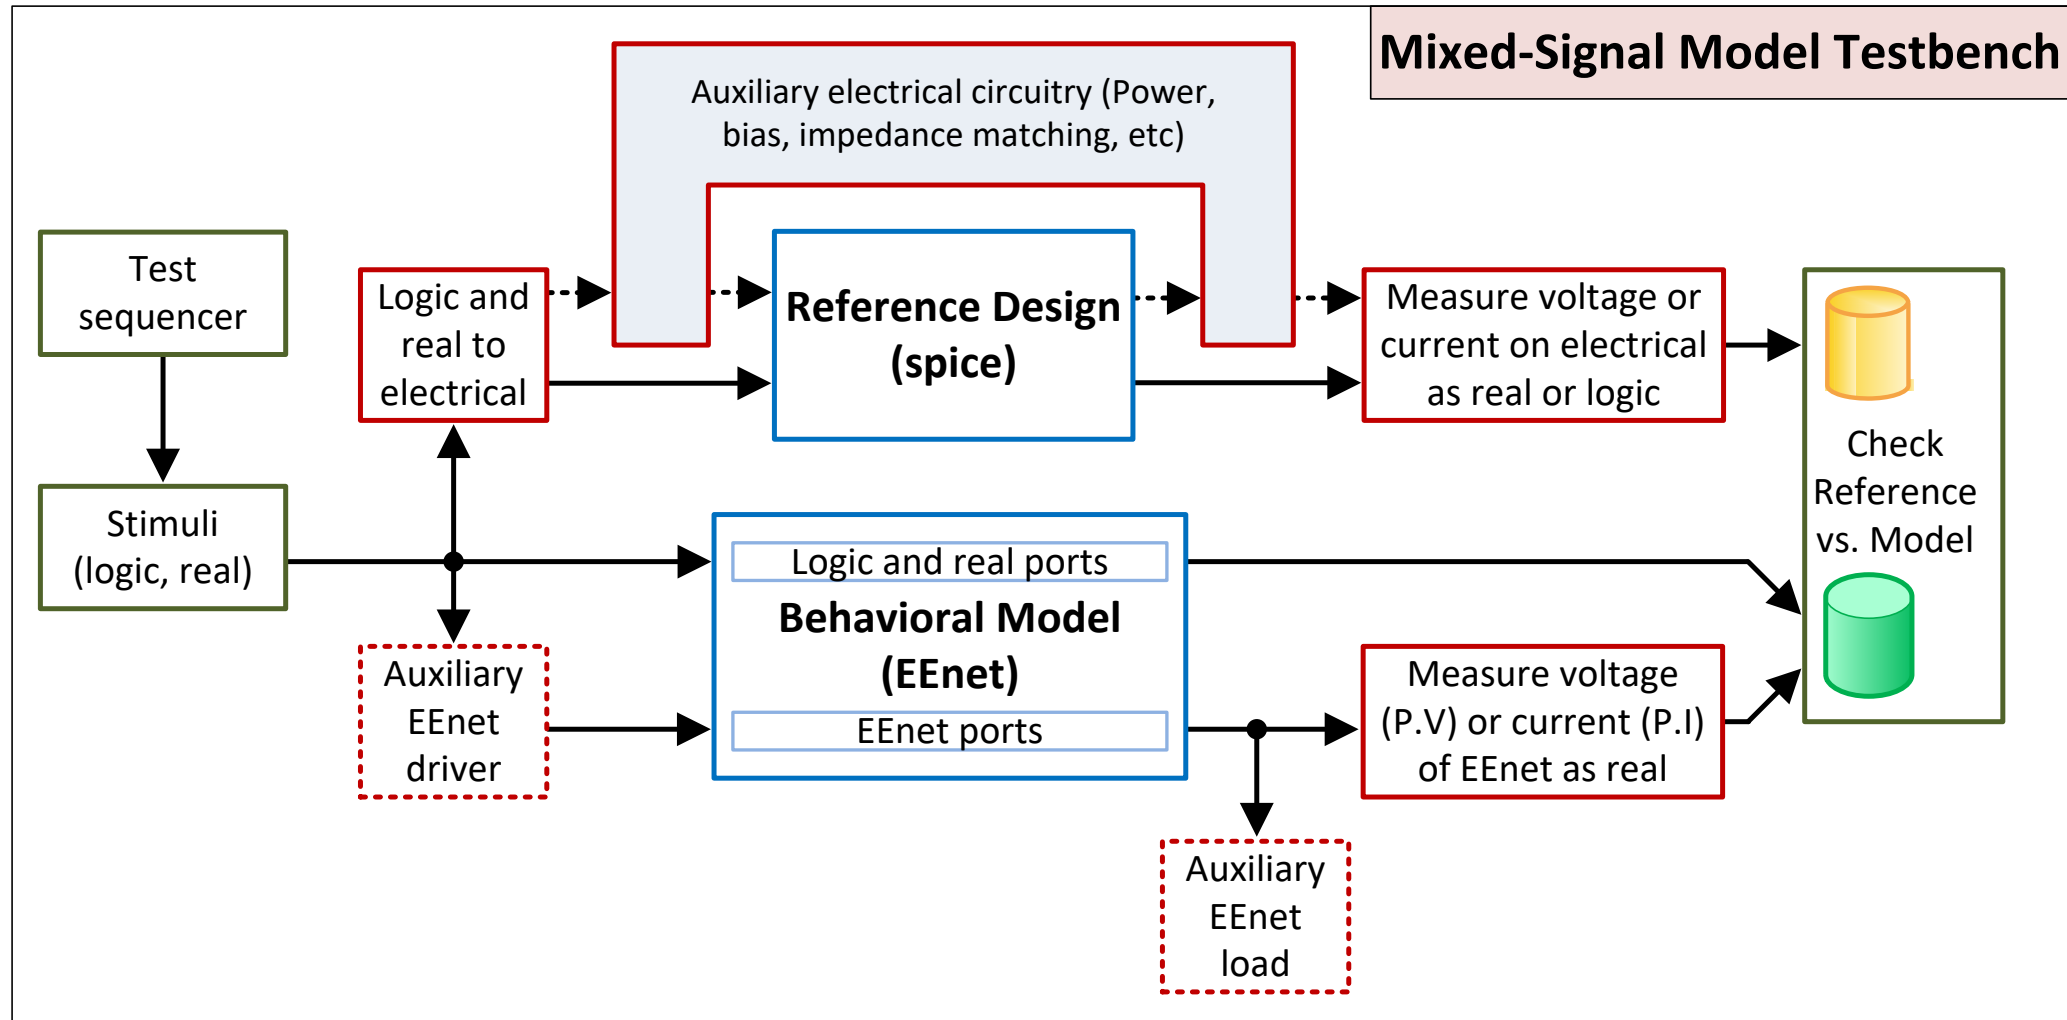 Mixed-Signal Model Testbench
Auxiliary electrical circuitry (Power,
bias, impedance matching, etc)
Test
sequencer
Logic and
real to
electrical
Reference Design
(spice)
Measure voltage or
current on electrical
as real or logic
Check
Reference
vs. Model
Stimuli
(logic, real)
Logic and real ports
Behavioral Model
(EEnet)
EEnet ports
Auxiliary
EEnet
driver
Measure voltage
(P.V) or current (P.I)
of EEnet as real
Auxiliary
EEnet
load